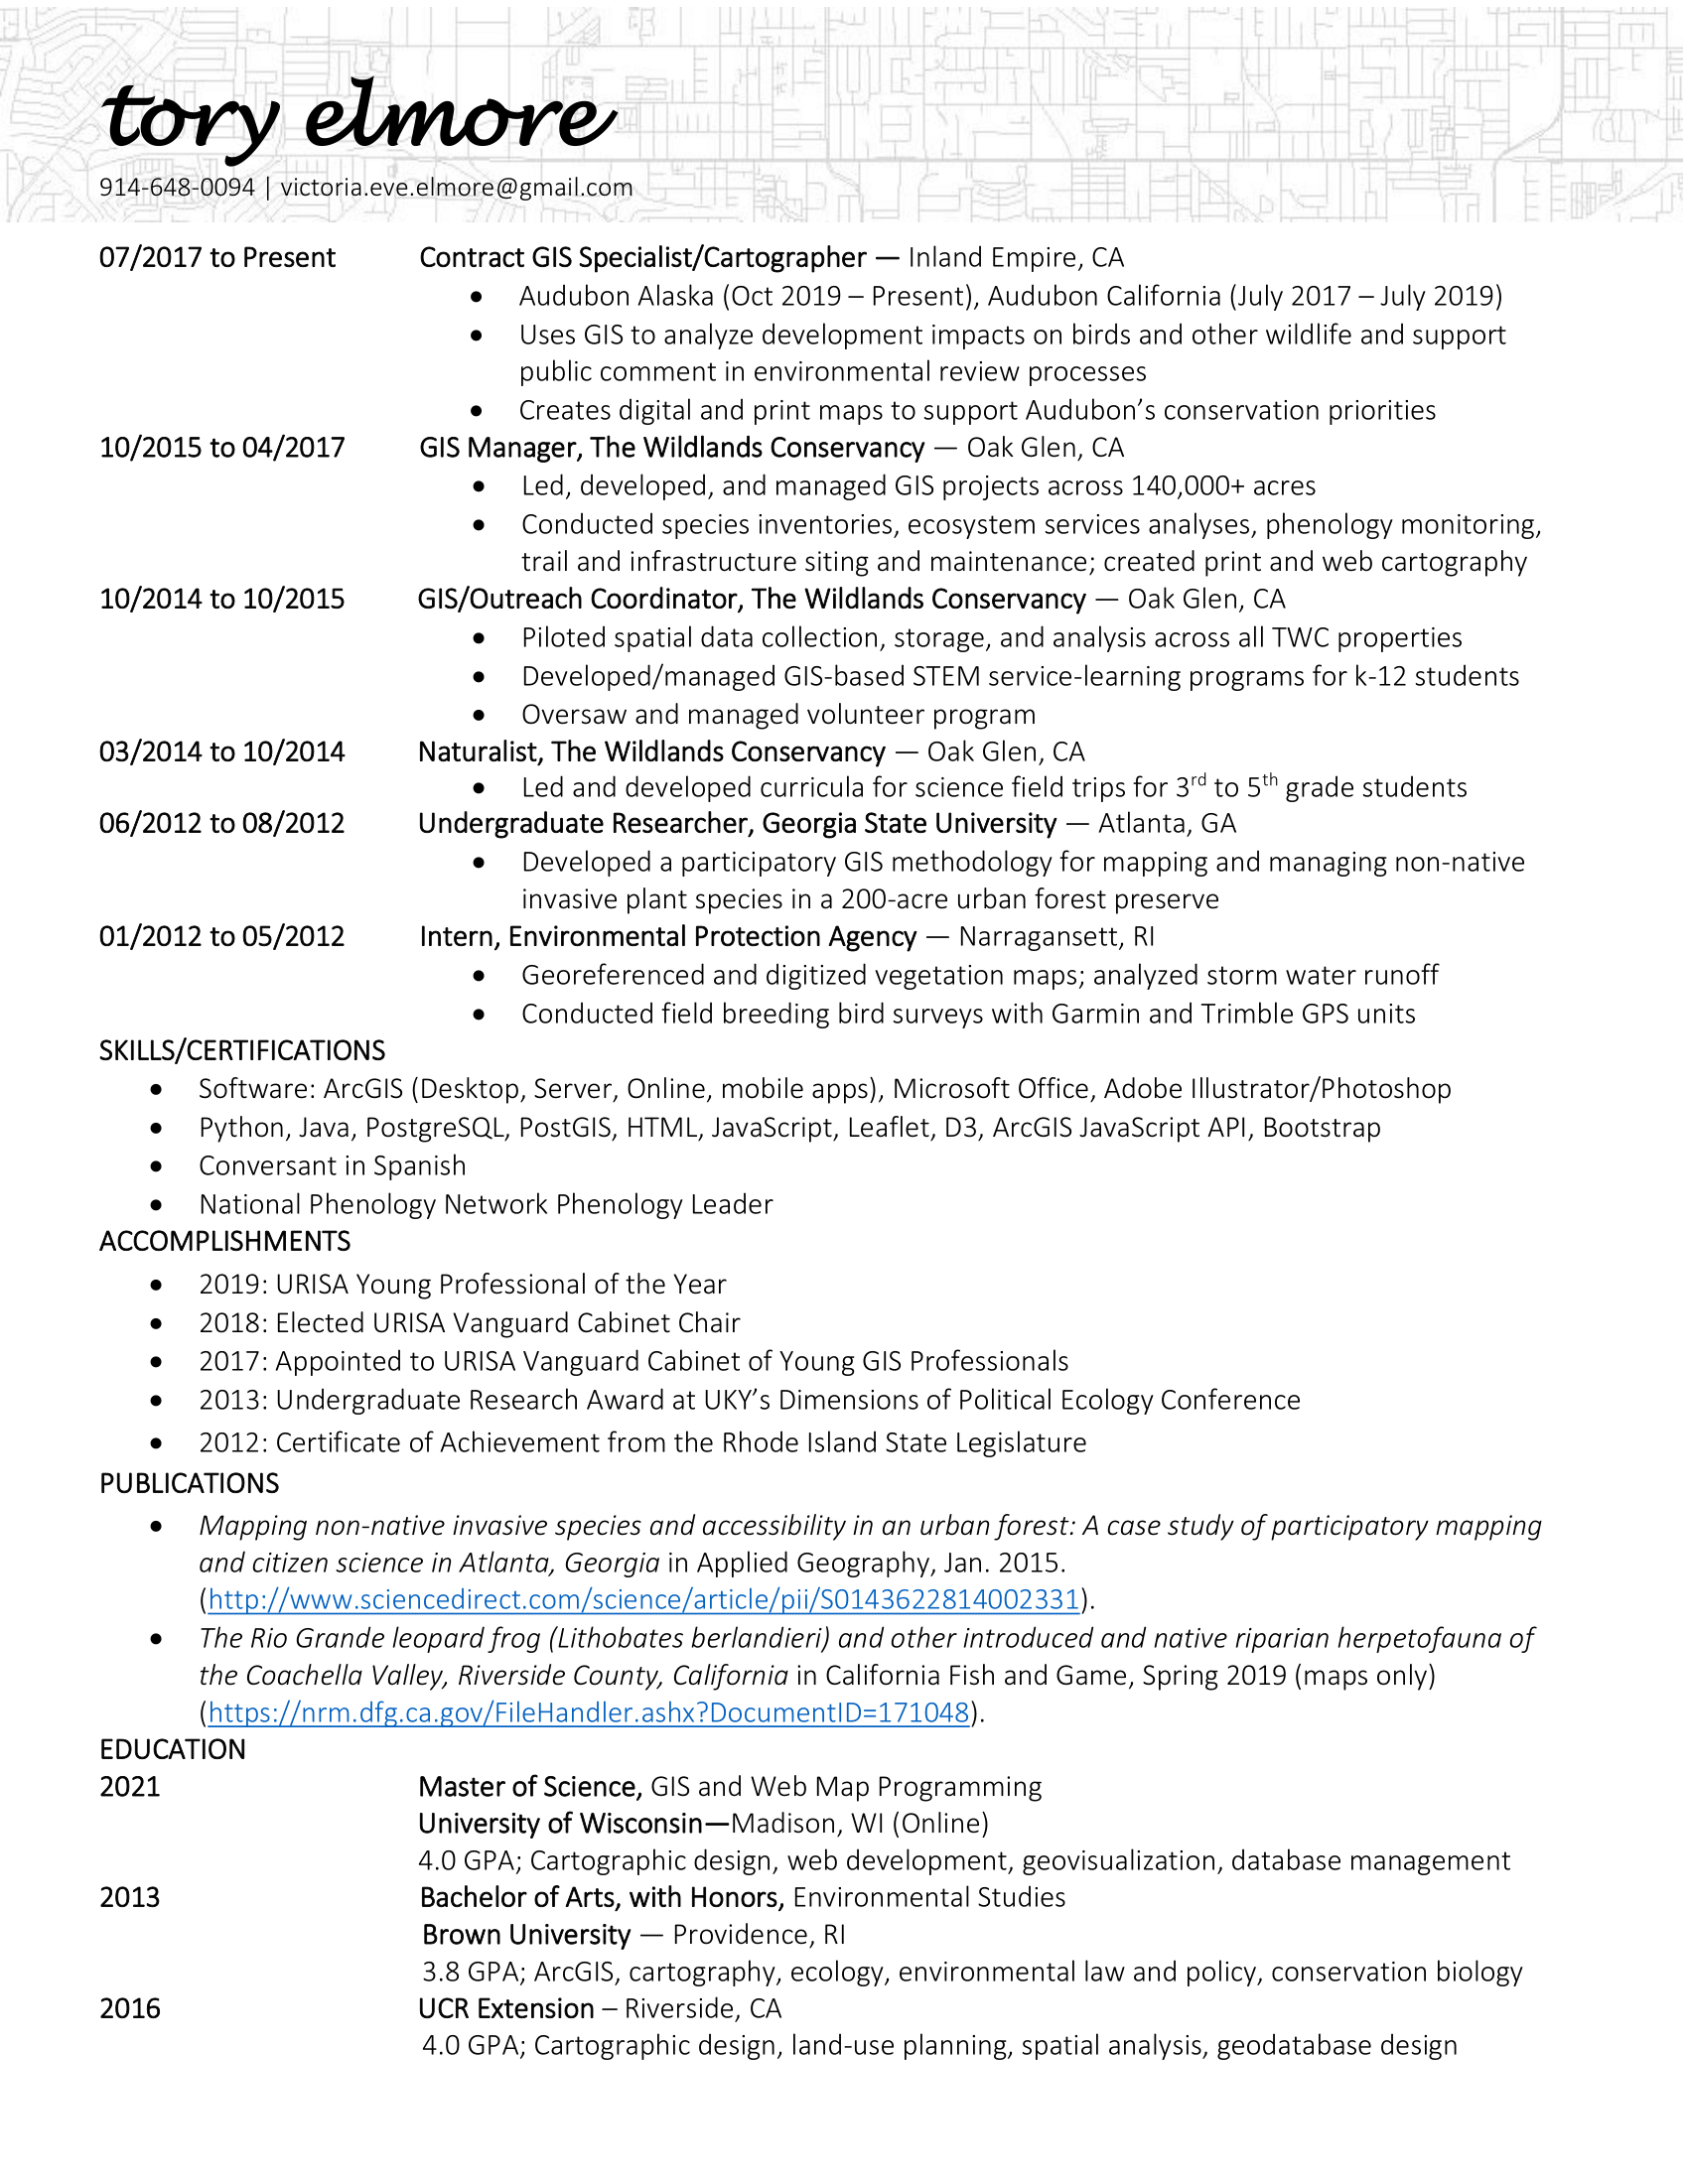 tory elmore
914-648-0094 | victoria.eve.elmore@gmail.com
07/2017 to Present Contract GIS Specialist/Cartographer — Inland Empire, CA
• Audubon Alaska (Oct 2019 – Present), Audubon California (July 2017 – July 2019)
• Uses GIS to analyze development impacts on birds and other wildlife and support
public comment in environmental review processes
• Creates digital and print maps to support Audubon’s conservation priorities
10/2015 to 04/2017 GIS Manager, The Wildlands Conservancy — Oak Glen, CA
• Led, developed, and managed GIS projects across 140,000+ acres
• Conducted species inventories, ecosystem services analyses, phenology monitoring,
trail and infrastructure siting and maintenance; created print and web cartography
10/2014 to 10/2015 GIS/Outreach Coordinator, The Wildlands Conservancy — Oak Glen, CA
• Piloted spatial data collection, storage, and analysis across all TWC properties
• Developed/managed GIS-based STEM service-learning programs for k-12 students
• Oversaw and managed volunteer program
03/2014 to 10/2014 Naturalist, The Wildlands Conservancy — Oak Glen, CA
• Led and developed curricula for science field trips for 3rd to 5th grade students
06/2012 to 08/2012 Undergraduate Researcher, Georgia State University — Atlanta, GA
• Developed a participatory GIS methodology for mapping and managing non-native
invasive plant species in a 200-acre urban forest preserve
01/2012 to 05/2012 Intern, Environmental Protection Agency — Narragansett, RI
• Georeferenced and digitized vegetation maps; analyzed storm water runoff
• Conducted field breeding bird surveys with Garmin and Trimble GPS units
SKILLS/CERTIFICATIONS
• Software: ArcGIS (Desktop, Server, Online, mobile apps), Microsoft Office, Adobe Illustrator/Photoshop
• Python, Java, PostgreSQL, PostGIS, HTML, JavaScript, Leaflet, D3, ArcGIS JavaScript API, Bootstrap
• Conversant in Spanish
• National Phenology Network Phenology Leader
ACCOMPLISHMENTS
• 2019: URISA Young Professional of the Year
• 2018: Elected URISA Vanguard Cabinet Chair
• 2017: Appointed to URISA Vanguard Cabinet of Young GIS Professionals
• 2013: Undergraduate Research Award at UKY’s Dimensions of Political Ecology Conference
• 2012: Certificate of Achievement from the Rhode Island State Legislature
PUBLICATIONS
• Mapping non-native invasive species and accessibility in an urban forest: A case study of participatory mapping
and citizen science in Atlanta, Georgia in Applied Geography, Jan. 2015.
(http://www.sciencedirect.com/science/article/pii/S0143622814002331).
• The Rio Grande leopard frog (Lithobates berlandieri) and other introduced and native riparian herpetofauna of
the Coachella Valley, Riverside County, California in California Fish and Game, Spring 2019 (maps only)
(https://nrm.dfg.ca.gov/FileHandler.ashx?DocumentID=171048).
EDUCATION
2021 Master of Science, GIS and Web Map Programming
University of Wisconsin—Madison, WI (Online)
4.0 GPA; Cartographic design, web development, geovisualization, database management
2013 Bachelor of Arts, with Honors, Environmental Studies
Brown University — Providence, RI
3.8 GPA; ArcGIS, cartography, ecology, environmental law and policy, conservation biology
2016 UCR Extension – Riverside, CA
4.0 GPA; Cartographic design, land-use planning, spatial analysis, geodatabase design